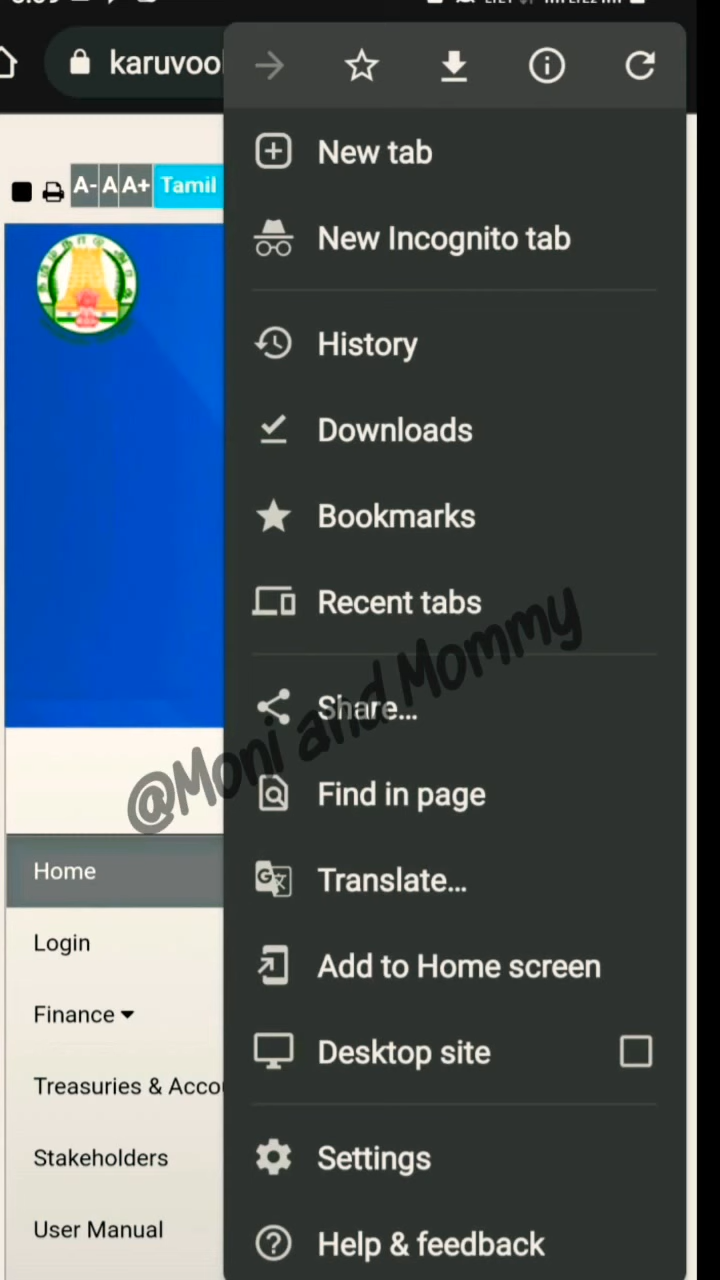 karuvoo
A- A A+ Tamil
New tab
New Incognito tab
History
Downloads
Bookmarks
Recent tabs
Share...
Find in page
Translate...
Add to Home screen
Desktop site
Settings
Help & feedback
@Moni and Mommy
Home
Login
Finance
Treasuries & Acco
Stakeholders
User Manual